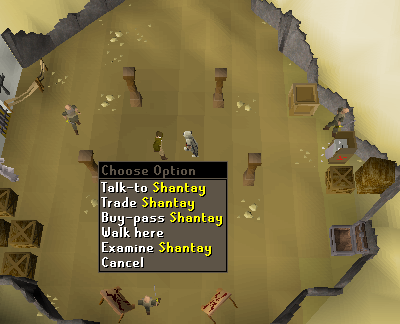 Choose Option
Talk-to Shantay
Trade Shantay
Buy-pass Shantay
Walk here
Examine Shantay
Cancel